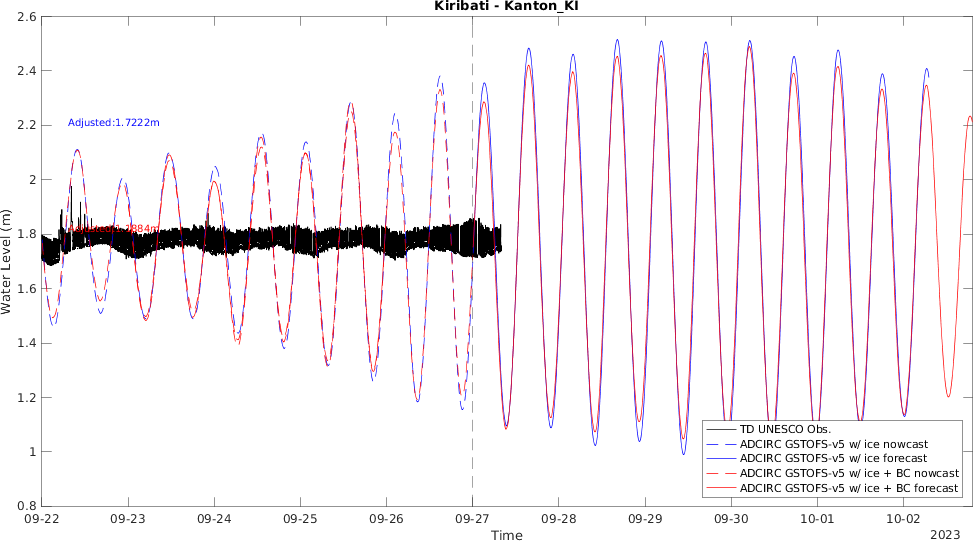 Kiribati - Kanton_KI
2.6
2.4
2.2
2
1.8
1.6
1.4
1.2
1
0.8
Water Level (m)
Adjusted:1.7222m
09-22
09-23
09-24
09-25
09-26
09-27
09-28
09-29
09-30
10-01
10-02
Time
2023
TD UNESCO Obs.
ADCIRC GSTOFS-v5 w/ ice nowcast
ADCIRC GSTOFS-v5 w/ ice forecast
ADCIRC GSTOFS-v5 w/ ice + BC nowcast
ADCIRC GSTOFS-v5 w/ ice + BC forecast